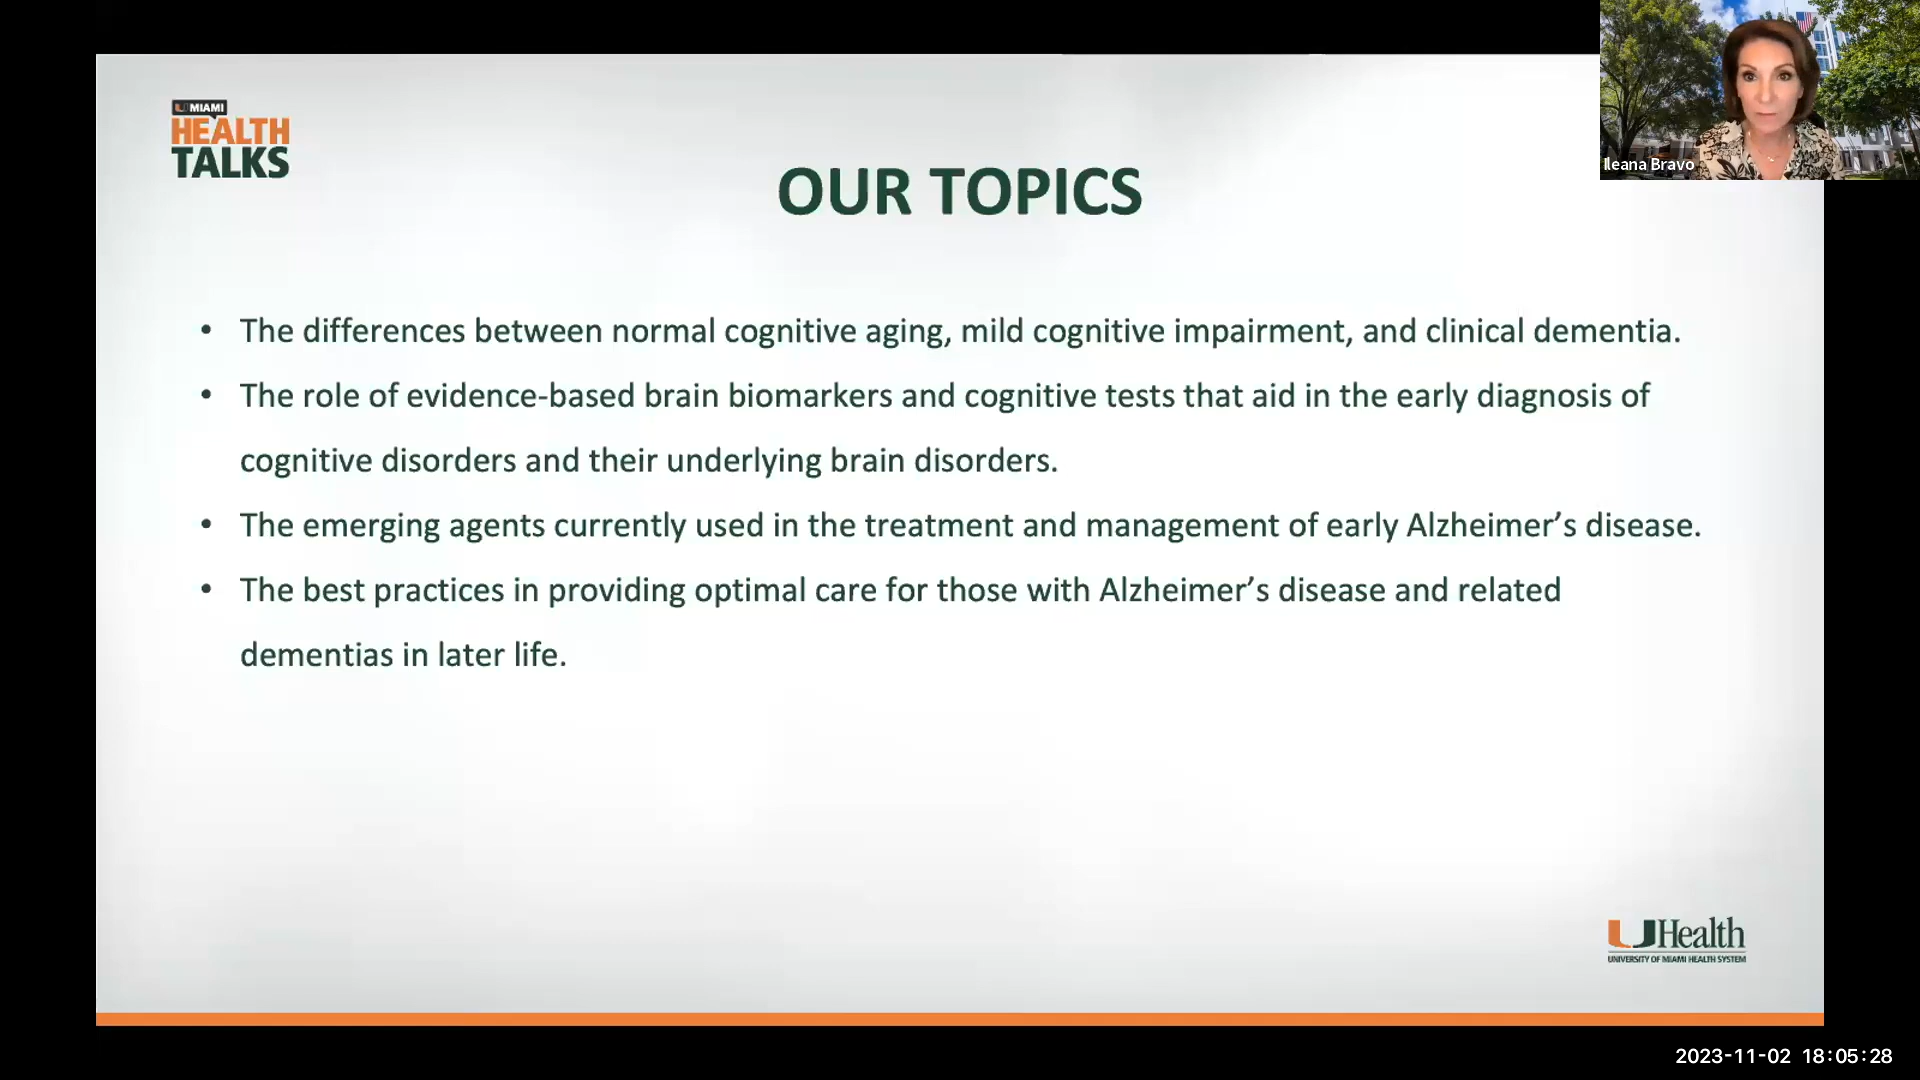 U MIAMI
HEALTH
TALKS
Ileana Bravo
OUR TOPICS
• The differences between normal cognitive aging, mild cognitive impairment, and clinical dementia.
• The role of evidence-based brain biomarkers and cognitive tests that aid in the early diagnosis of
cognitive disorders and their underlying brain disorders.
• The emerging agents currently used in the treatment and management of early Alzheimer’s disease.
• The best practices in providing optimal care for those with Alzheimer’s disease and related
dementias in later life.
UHealth
UNIVERSITY OF MIAMI HEALTH SYSTEM
2023-11-02 18:05:28